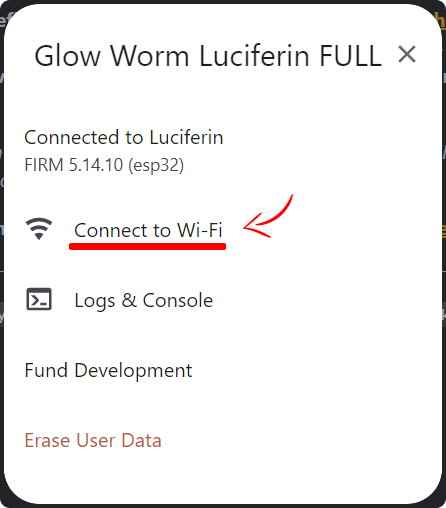 Glow Worm Luciferin FULL
Connected to Luciferin
FIRM 5.14.10 (esp32)
Connect to Wi-Fi
Logs & Console
Fund Development
Erase User Data